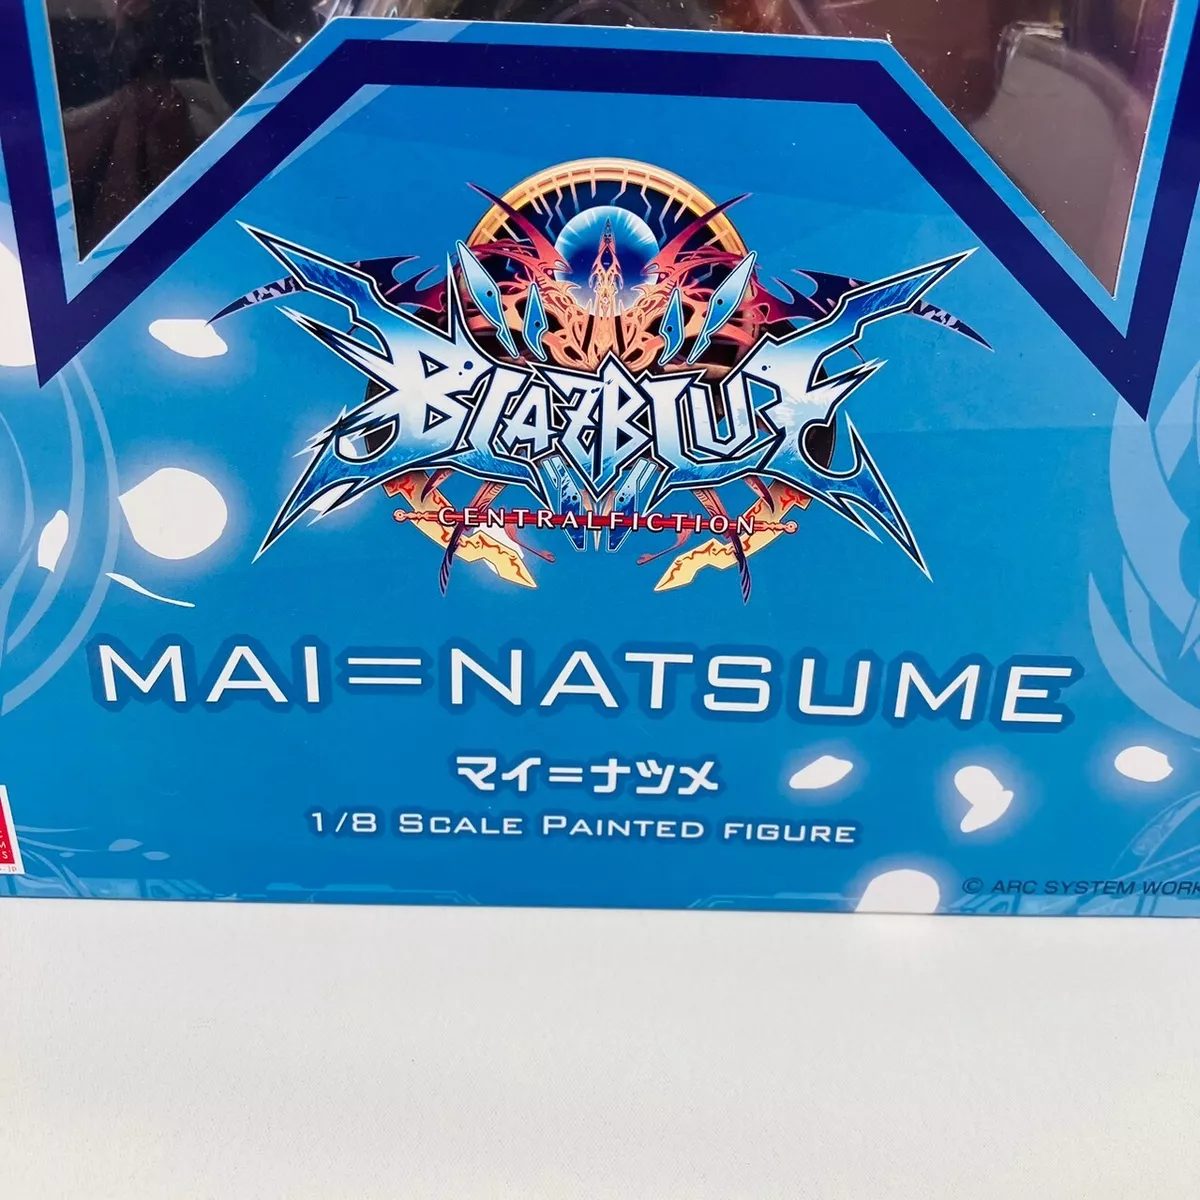 BLAZBLUE
CENTRALFICTION
MAI=NATSUME
マイ=ナツメ
1/8 SCALE PAINTED FIGURE
© ARC SYSTEM WORK